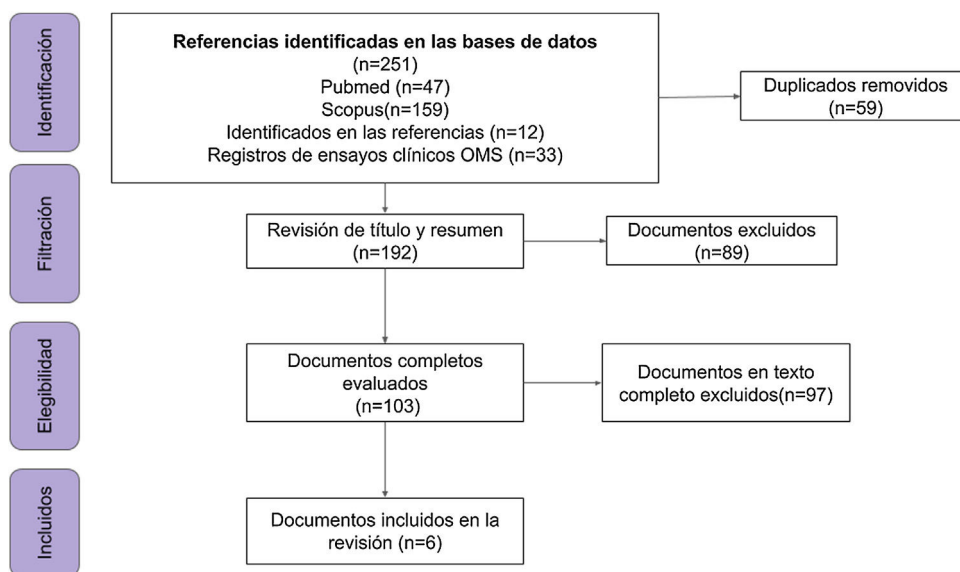 Identificación
Referencias identificadas en las bases de datos
(n=251)
Pubmed (n=47)
Scopus(n=159)
Identificados en las referencias (n=12)
Registros de ensayos clínicos OMS (n=33)
Duplicados removidos
(n=59)
Filtración
Revisión de título y resumen
(n=192)
Documentos excluidos
(n=89)
Elegibilidad
Documentos completos
evaluados
(n=103)
Documentos en texto
completo excluidos(n=97)
Incluidos
Documentos incluidos en la
revisión (n=6)